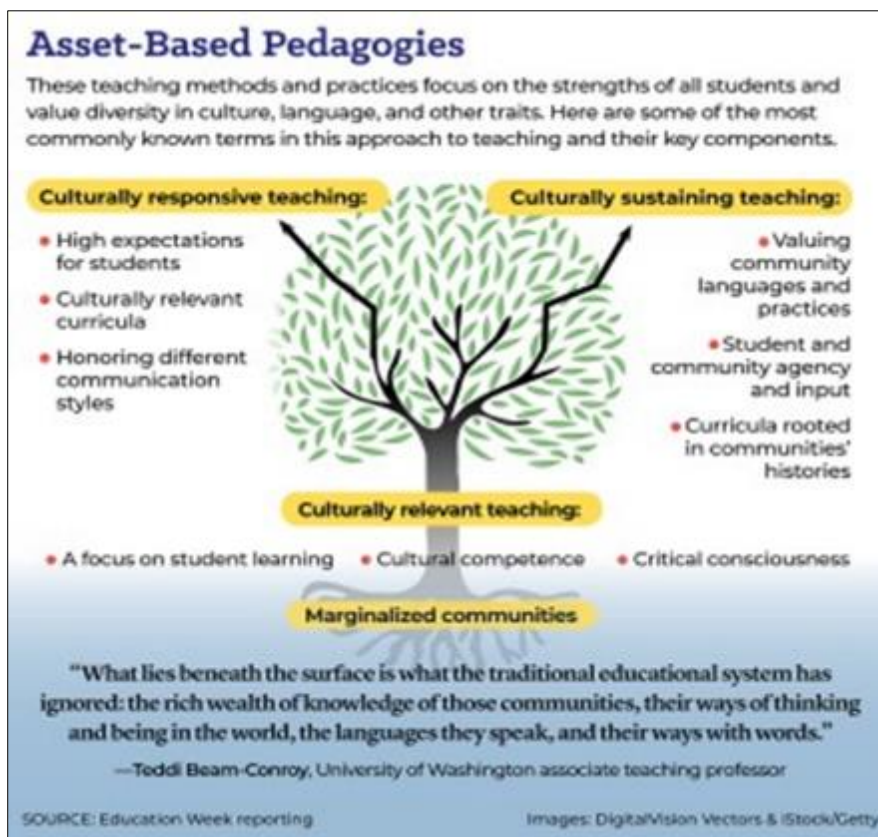 Asset-Based Pedagogies
These teaching methods and practices focus on the strengths of all students and
value diversity in culture, language, and other traits. Here are some of the most
commonly known terms in this approach to teaching and their key components.
Culturally responsive teaching:
• High expectations
for students
• Culturally relevant
curricula
• Honoring different
communication
styles
Culturally sustaining teaching:
• Valuing
community
languages and
practices
• Student and
community agency
and input
• Curricula rooted
in communities'
histories
Culturally relevant teaching:
• A focus on student learning • Cultural competence • Critical consciousness
Marginalized communities
"What lies beneath the surface is what the traditional educational system has
ignored: the rich wealth of knowledge of those communities, their ways of thinking
and being in the world, the languages they speak, and their ways with words."
—Teddi Beam-Conroy, University of Washington associate teaching professor
SOURCE: Education Week reporting
Images: DigitalVision Vectors & iStock/Getty